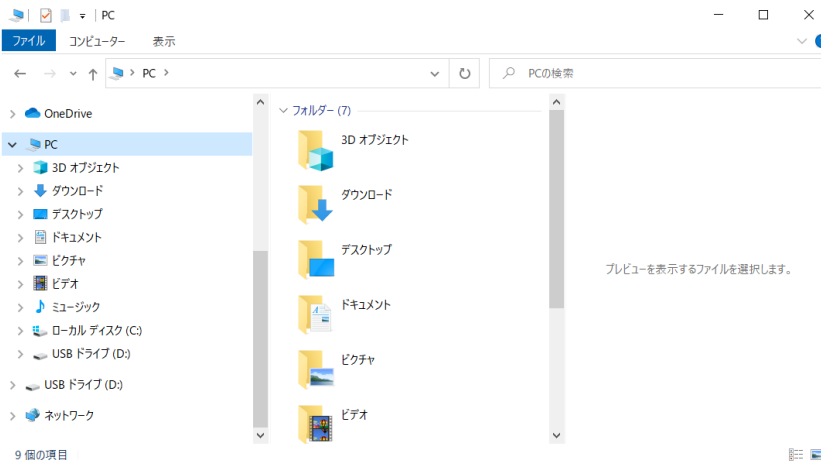 PC
ファイル コンピューター 表示
PC
PCの検索
OneDrive
PC
3D オブジェクト
ダウンロード
デスクトップ
ドキュメント
ピクチャ
ビデオ
ミュージック
ローカル ディスク (C:)
USB ドライブ (D:)
USB ドライブ (D:)
ネットワーク
フォルダー (7)
3D オブジェクト
ダウンロード
デスクトップ
ドキュメント
ピクチャ
ビデオ
プレビューを表示するファイルを選択します。
9 個の項目